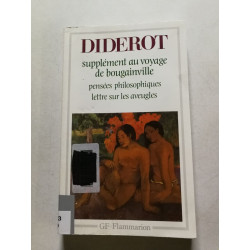 DIDEROT
supplément au voyage
de bougainville
pensées philosophiques
lettre sur les aveugles
GF Flammarion